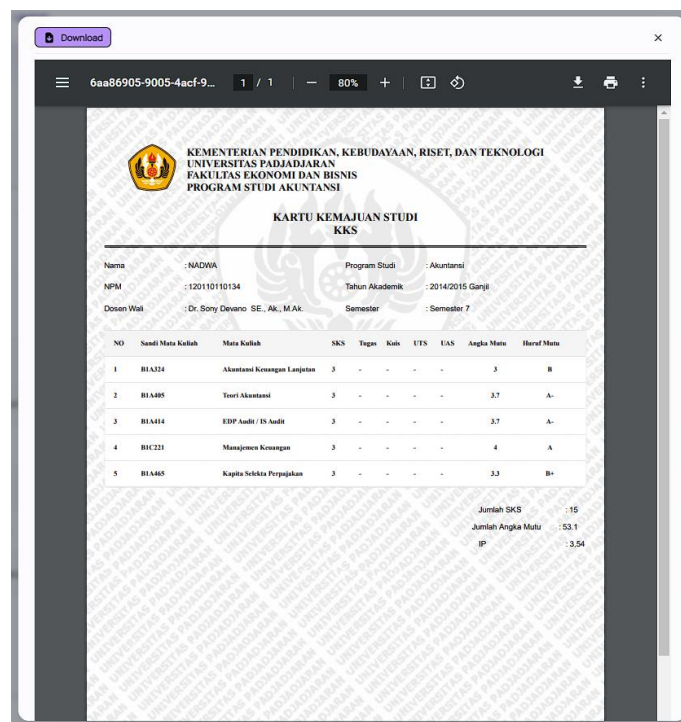 Download
×
6aa86905-9005-4acf-9... 1 / 1 | − 80% + |
KEMENTERIAN PENDIDIKAN, KEBUDAYAAN, RISET, DAN TEKNOLOGI
UNIVERSITAS PADJADJARAN
FAKULTAS EKONOMI DAN BISNIS
PROGRAM STUDI AKUNTANSI
KARTU KEMAJUAN STUDI
KKS
Nama : NADWA Program Studi : Akuntansi
NPM : 120110110134 Tahun Akademik : 2014/2015 Ganjil
Dosen Wali : Dr. Sony Devano SE., Ak., M.Ak. Semester : Semester 7
NO Sandi Mata Kuliah Mata Kuliah SKS Tugas Kuis UTS UAS Angka Mutu Huruf Mutu
1 B1A324 Akuntansi Keuangan Lanjutan 3 - - - - 3 B
2 B1A405 Teori Akuntansi 3 - - - - 3.7 A-
3 B1A414 EDP Audit / IS Audit 3 - - - - 3.7 A-
4 B1C221 Manajemen Keuangan 3 - - - - 4 A
5 B1A465 Kapita Selekta Perpajakan 3 - - - - 3.3 B+
Jumlah SKS : 15
Jumlah Angka Mutu : 53.1
IP : 3,54